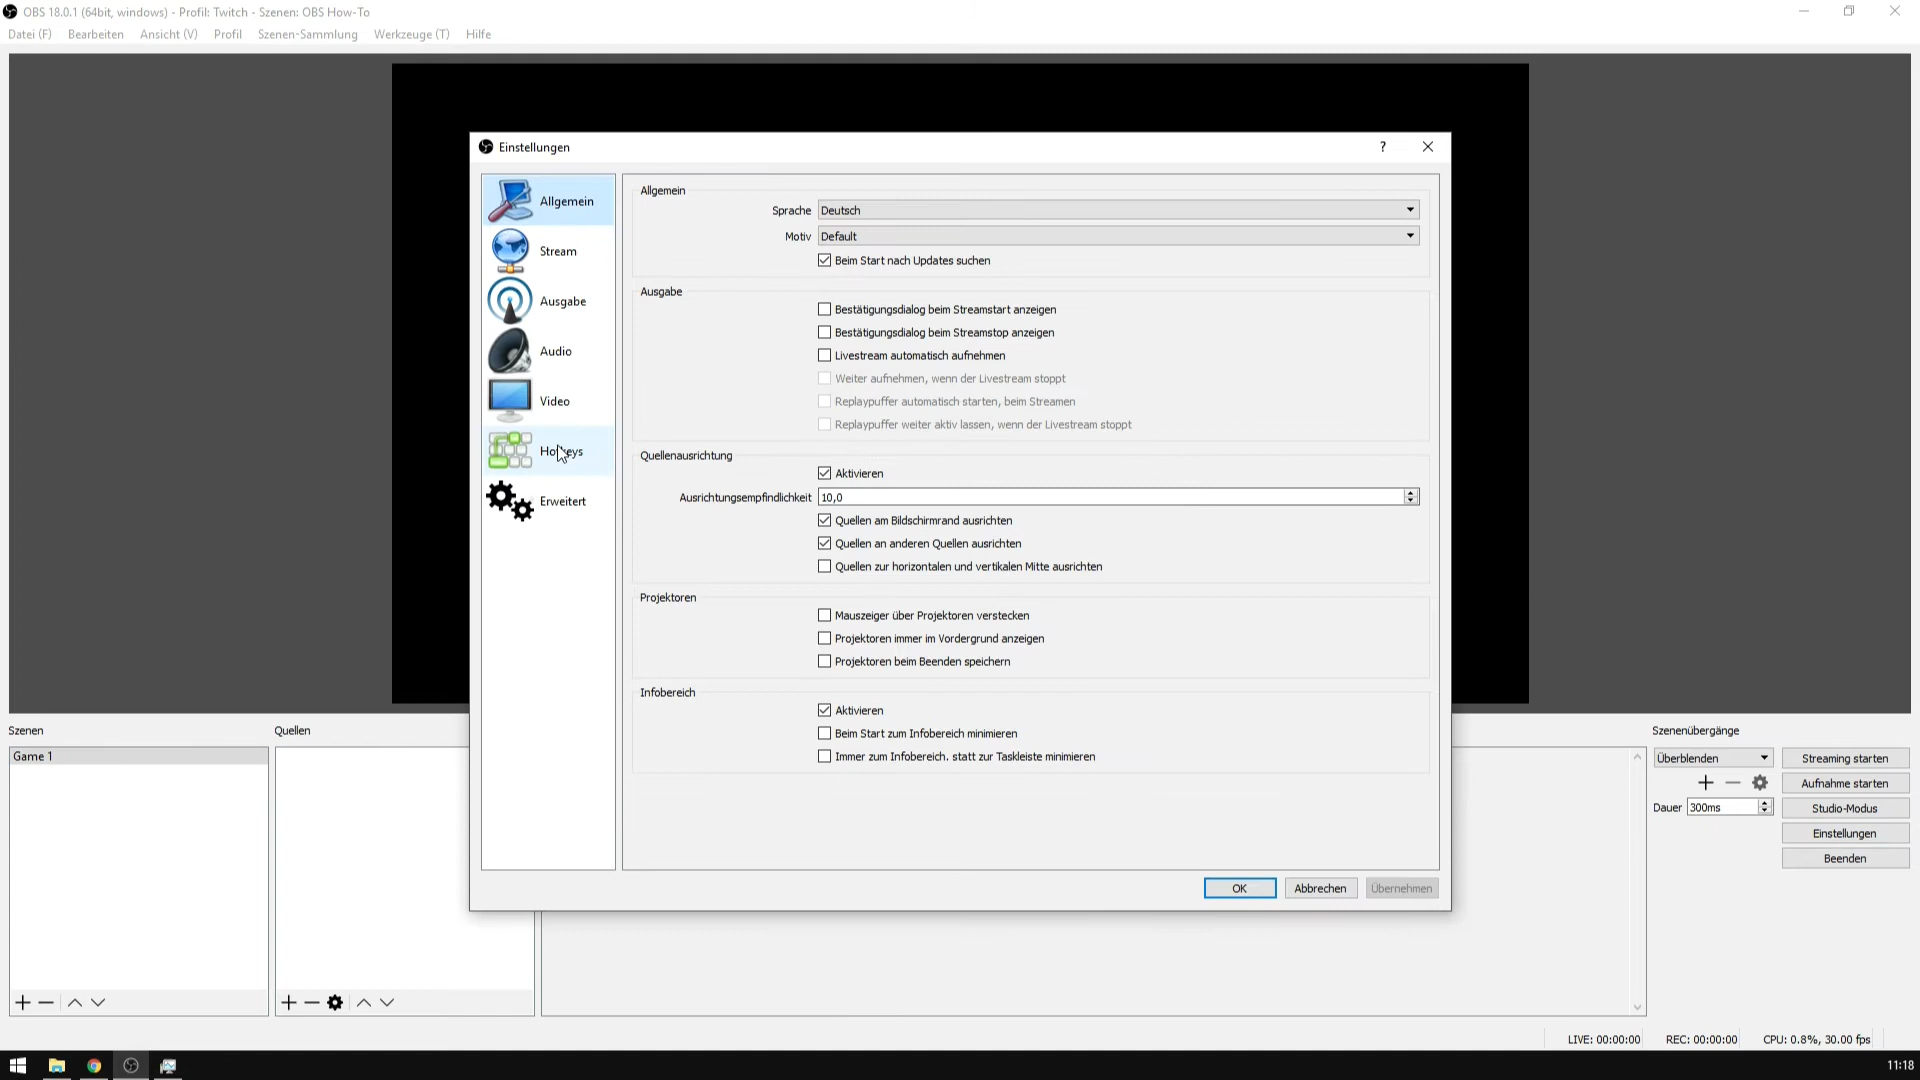 OBS 18.0.1 (64bit, windows) - Profil: Twitch - Szenen: OBS How-To
Datei (F) Bearbeiten Ansicht (V) Profil Szenen-Sammlung Werkzeuge (T) Hilfe
Einstellungen
?
Allgemein
Stream
Ausgabe
Audio
Video
Hotkeys
Erweitert
Allgemein
Sprache Deutsch
Motiv Default
Beim Start nach Updates suchen
Ausgabe
Bestätigungsdialog beim Streamstart anzeigen
Bestätigungsdialog beim Streamstop anzeigen
Livestream automatisch aufnehmen
Weiter aufnehmen, wenn der Livestream stoppt
Replaypuffer automatisch starten, beim Streamen
Replaypuffer weiter aktiv lassen, wenn der Livestream stoppt
Quellenausrichtung
Aktivieren
Ausrichtungsempfindlichkeit 10,0
Quellen am Bildschirmrand ausrichten
Quellen an anderen Quellen ausrichten
Quellen zur horizontalen und vertikalen Mitte ausrichten
Projektoren
Mauszeiger über Projektoren verstecken
Projektoren immer im Vordergrund anzeigen
Projektoren beim Beenden speichern
Infobereich
Aktivieren
Beim Start zum Infobereich minimieren
Immer zum Infobereich. statt zur Taskleiste minimieren
OK Abbrechen Übernehmen
Szenen
Game 1
Quellen
Szenenübergänge
Überblenden
Dauer 300ms
Streaming starten
Aufnahme starten
Studio-Modus
Einstellungen
Beenden
LIVE: 00:00:00 REC: 00:00:00 CPU: 0.8%, 30.00 fps
11:18